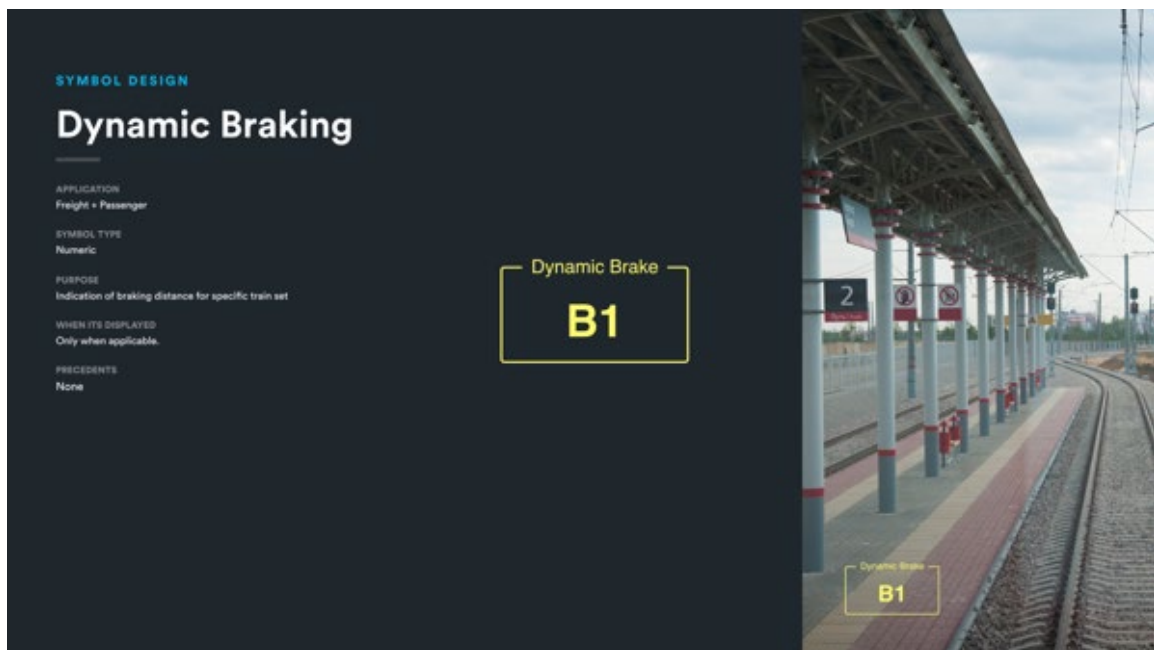 SYMBOL DESIGN
Dynamic Braking
APPLICATION
Freight + Passenger
SYMBOL TYPE
Numeric
PURPOSE
Indication of braking distance for specific train set
WHEN ITS DISPLAYED
Only when applicable.
PRECEDENTS
None
Dynamic Brake
B1
2
Dynamic Brake
B1